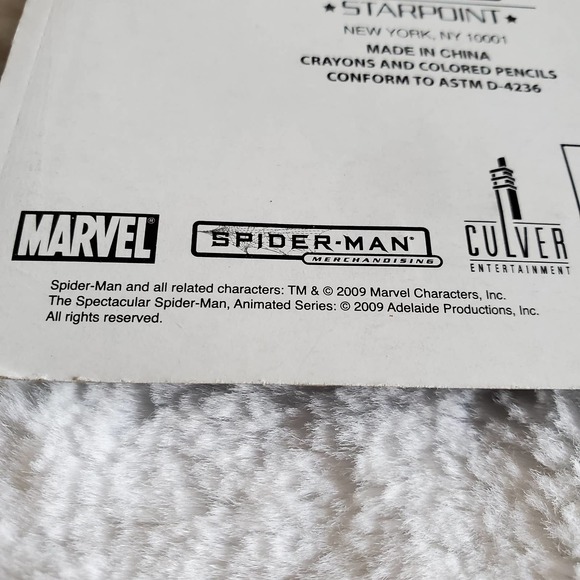 ★ STARPOINT ★
NEW YORK, NY 10001
MADE IN CHINA
CRAYONS AND COLORED PENCILS
CONFORM TO ASTM D-4236
MARVEL®
SPIDER-MAN®
MERCHANDISING
CULVER
ENTERTAINMENT
Spider-Man and all related characters: TM & © 2009 Marvel Characters, Inc.
The Spectacular Spider-Man, Animated Series: © 2009 Adelaide Productions, Inc.
All rights reserved.